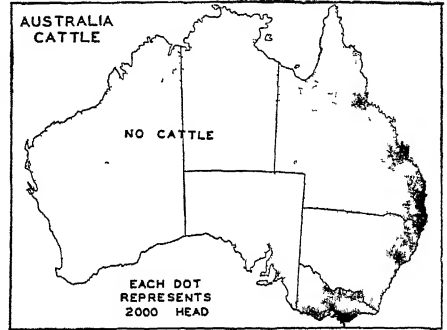 AUSTRALIA
CATTLE
NO CATTLE
EACH DOT
REPRESENTS
2000 HEAD